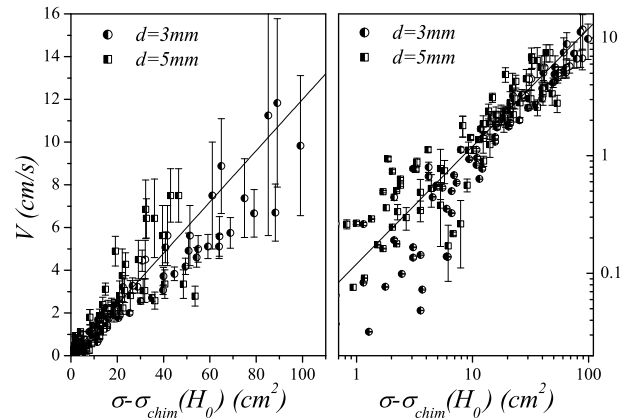 16
14
12
10
8
6
4
2
0
V (cm/s)
d=3mm
d=5mm
0 20 40 60 80 100
σ-σchim(H0) (cm2)
d=3mm
d=5mm
10
1
0.1
1 10 100
σ-σchim(H0) (cm2)